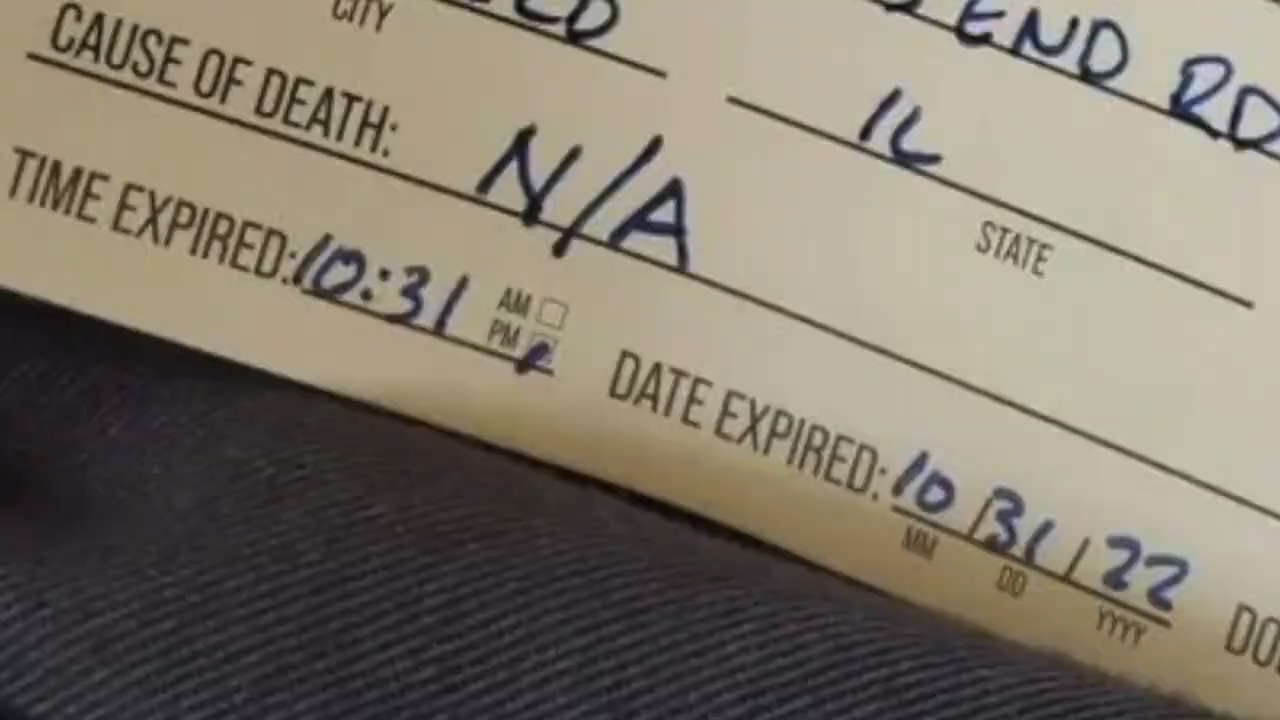 END RD
CITY
IL
STATE
CAUSE OF DEATH: N/A
TIME EXPIRED: 10:31 AM PM
DATE EXPIRED: 10/31/22
MM DD YYYY